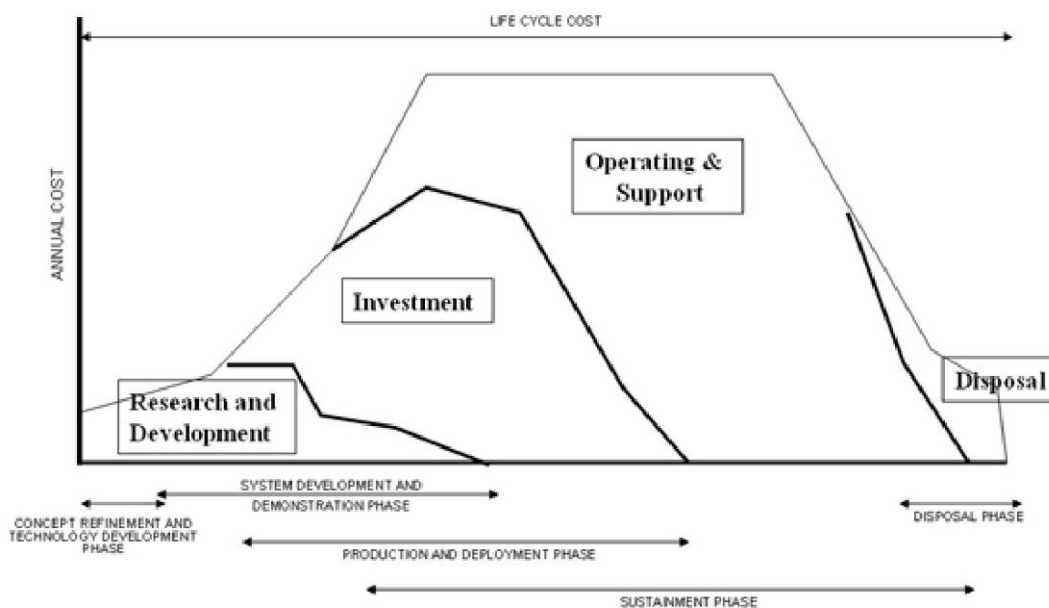 LIFE CYCLE COST
ANNUAL COST
Operating &
Support
Investment
Research and
Development
Disposal
SYSTEM DEVELOPMENT AND
DEMONSTRATION PHASE
CONCEPT REFINEMENT AND
TECHNOLOGY DEVELOPMENT
PHASE
DISPOSAL PHASE
PRODUCTION AND DEPLOYMENT PHASE
SUSTAINMENT PHASE